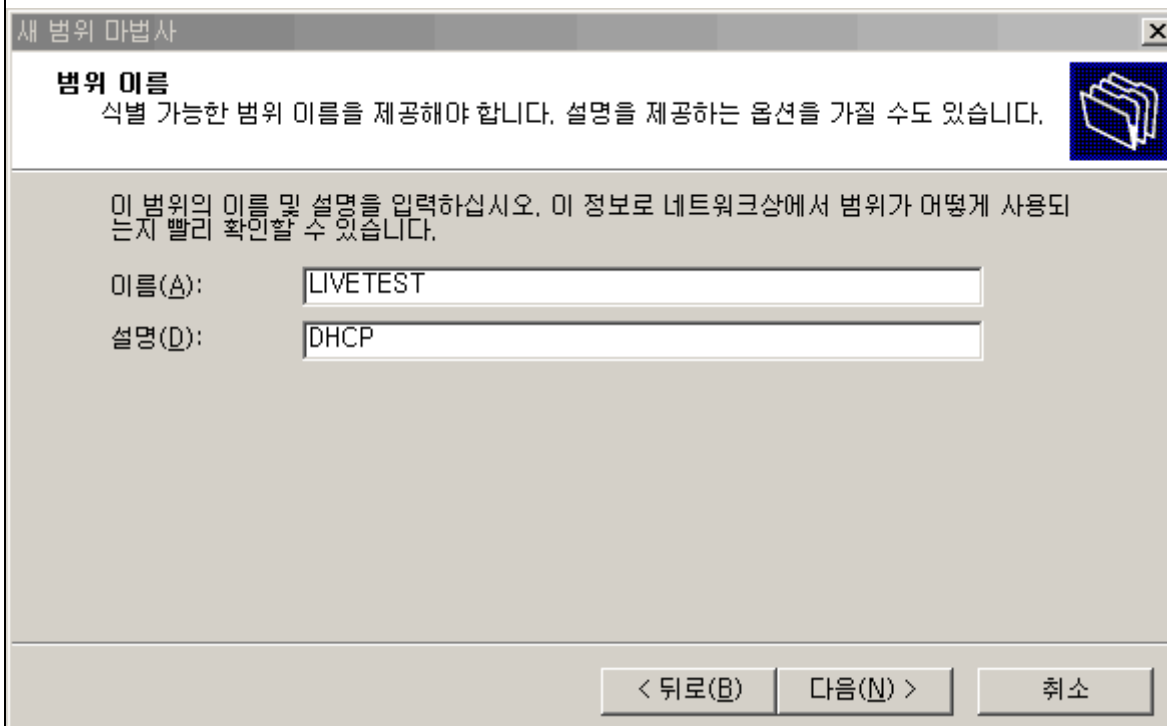 새 범위 마법사
범위 이름
식별 가능한 범위 이름을 제공해야 합니다. 설명을 제공하는 옵션을 가질 수도 있습니다.
이 범위의 이름 및 설명을 입력하십시오. 이 정보로 네트워크상에서 범위가 어떻게 사용되
는지 빨리 확인할 수 있습니다.
이름(A): LIVETEST
설명(D): DHCP
< 뒤로(B) 다음(N) > 취소